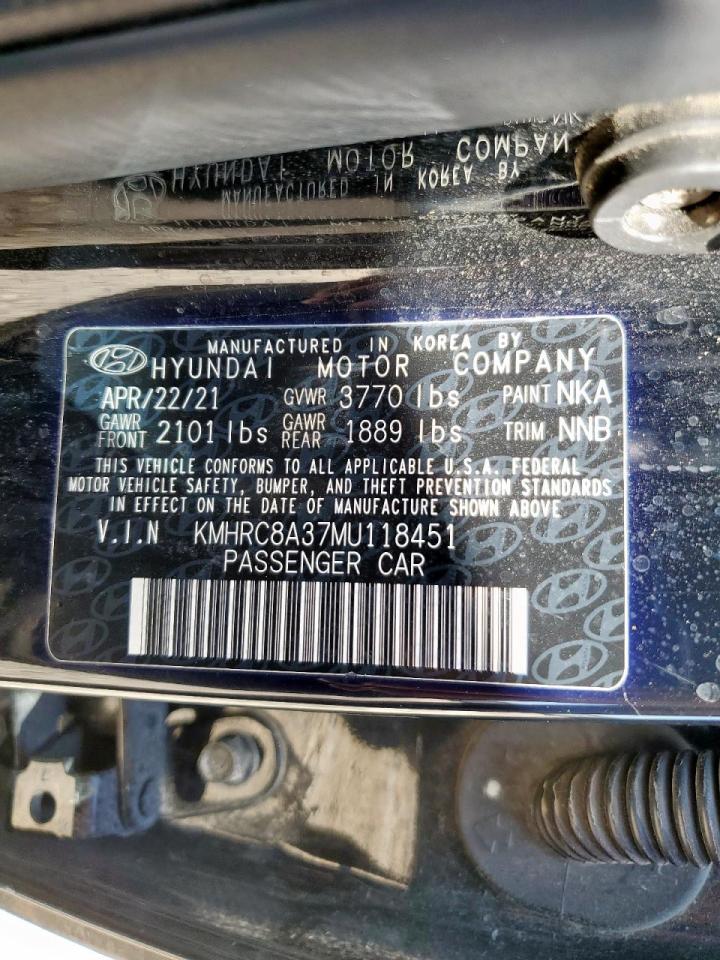 MANUFACTURED IN KOREA BY
HYUNDAI MOTOR COMPANY
APR/22/21 GVWR 3770 lbs PAINT NKA
GAWR FRONT 2101 lbs GAWR REAR 1889 lbs TRIM NNB
THIS VEHICLE CONFORMS TO ALL APPLICABLE U.S.A. FEDERAL
MOTOR VEHICLE SAFETY, BUMPER, AND THEFT PREVENTION STANDARDS
IN EFFECT ON THE DATE OF MANUFACTURE SHOWN ABOVE
V.I.N KMHRC8A37MU118451
PASSENGER CAR